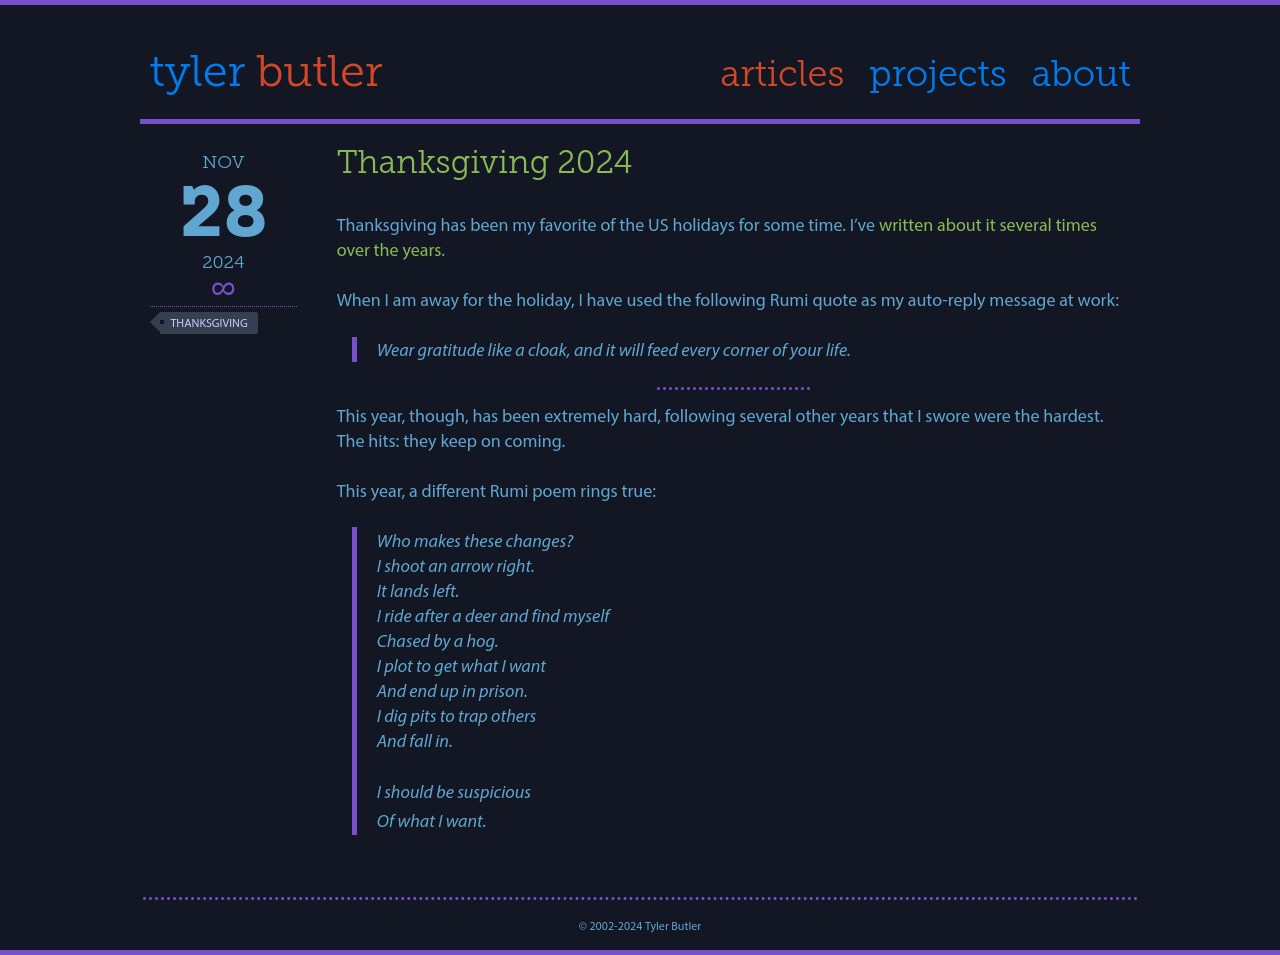 tyler butler
articles projects about
NOV
28
2024
∞
THANKSGIVING
Thanksgiving 2024
Thanksgiving has been my favorite of the US holidays for some time. I’ve written about it several times
over the years.
When I am away for the holiday, I have used the following Rumi quote as my auto-reply message at work:
Wear gratitude like a cloak, and it will feed every corner of your life.
This year, though, has been extremely hard, following several other years that I swore were the hardest.
The hits: they keep on coming.
This year, a different Rumi poem rings true:
Who makes these changes?
I shoot an arrow right.
It lands left.
I ride after a deer and find myself
Chased by a hog.
I plot to get what I want
And end up in prison.
I dig pits to trap others
And fall in.
I should be suspicious
Of what I want.
© 2002-2024 Tyler Butler